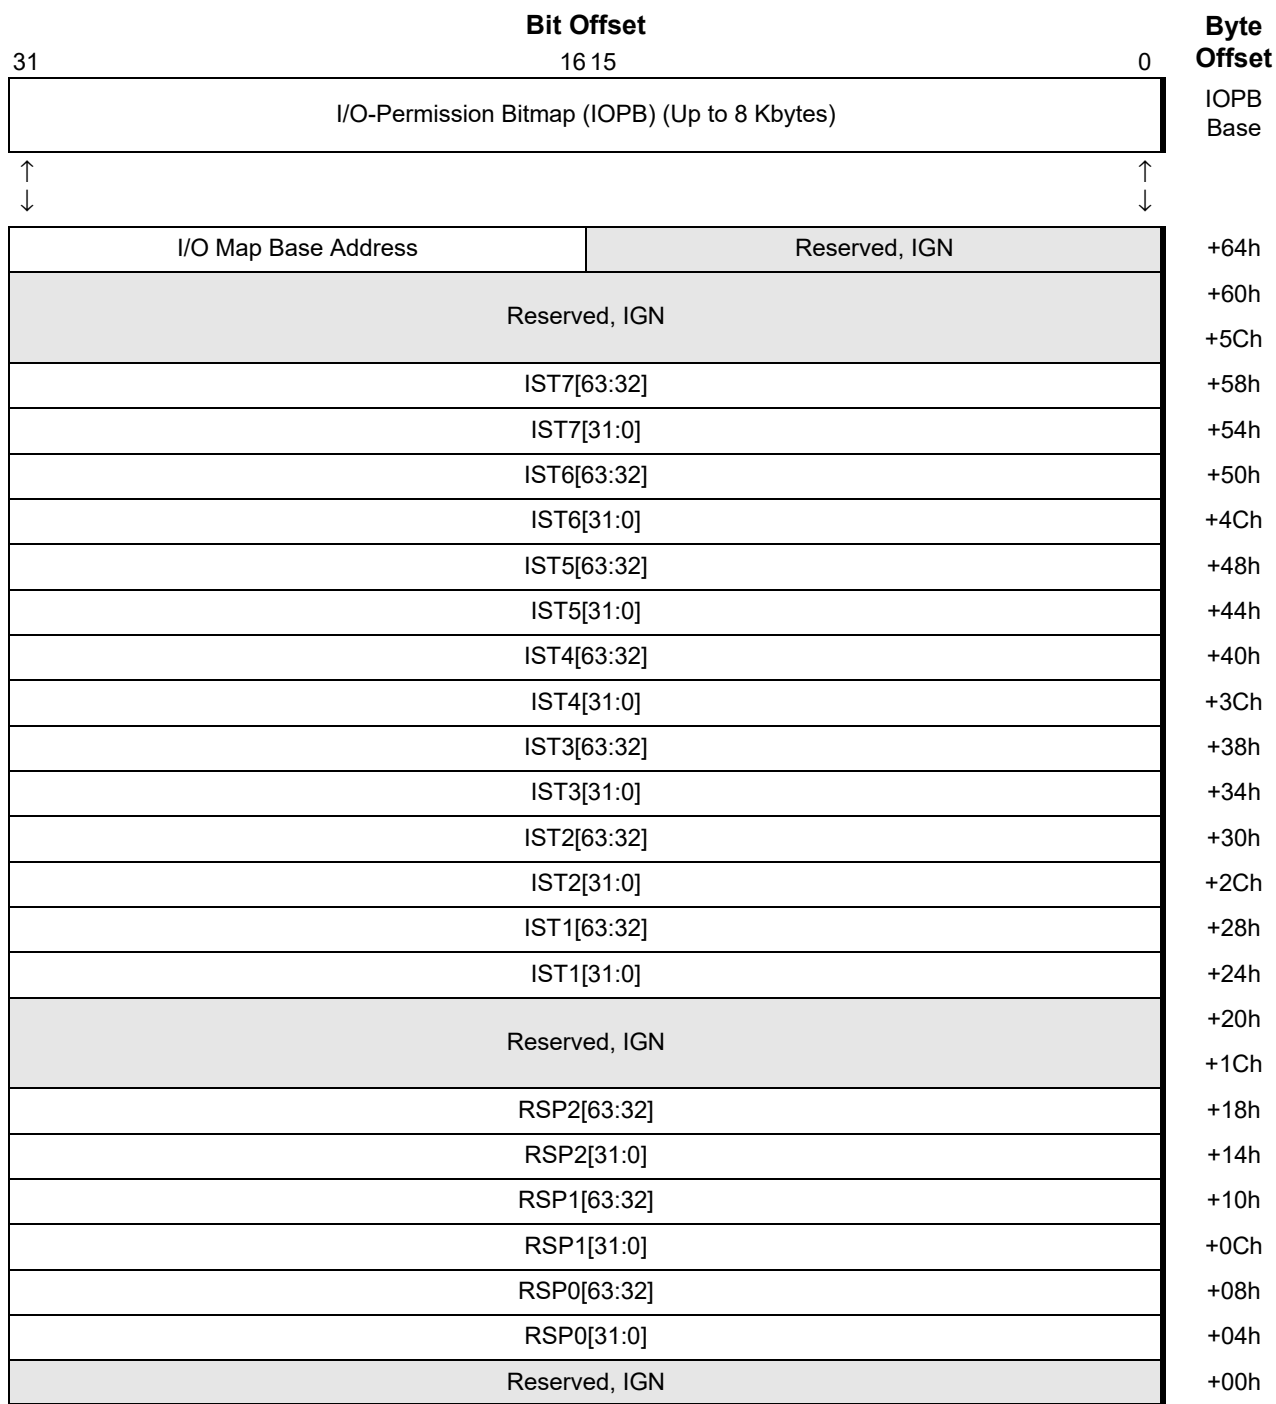 Bit Offset Byte
31 16 15 0 Offset
I/O-Permission Bitmap (IOPB) (Up to 8 Kbytes) IOPB
Base
↑ ↑
↓ ↓
I/O Map Base Address Reserved, IGN +64h
+60h
Reserved, IGN
+5Ch
IST7[63:32] +58h
IST7[31:0] +54h
IST6[63:32] +50h
IST6[31:0] +4Ch
IST5[63:32] +48h
IST5[31:0] +44h
IST4[63:32] +40h
IST4[31:0] +3Ch
IST3[63:32] +38h
IST3[31:0] +34h
IST2[63:32] +30h
IST2[31:0] +2Ch
IST1[63:32] +28h
IST1[31:0] +24h
+20h
Reserved, IGN
+1Ch
RSP2[63:32] +18h
RSP2[31:0] +14h
RSP1[63:32] +10h
RSP1[31:0] +0Ch
RSP0[63:32] +08h
RSP0[31:0] +04h
Reserved, IGN +00h